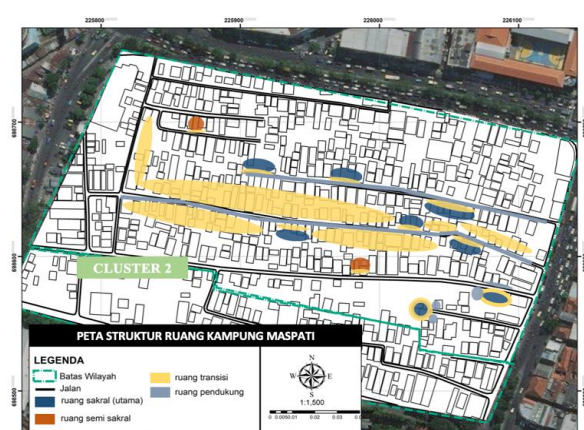 225800 225900 226000 226100
CLUSTER 2
PETA STRUKTUR RUANG KAMPUNG MASPATI
LEGENDA
Batas Wilayah
Jalan
ruang sakral (utama)
ruang semi sakral
ruang transisi
ruang pendukung
N
W E
S
1:1,500